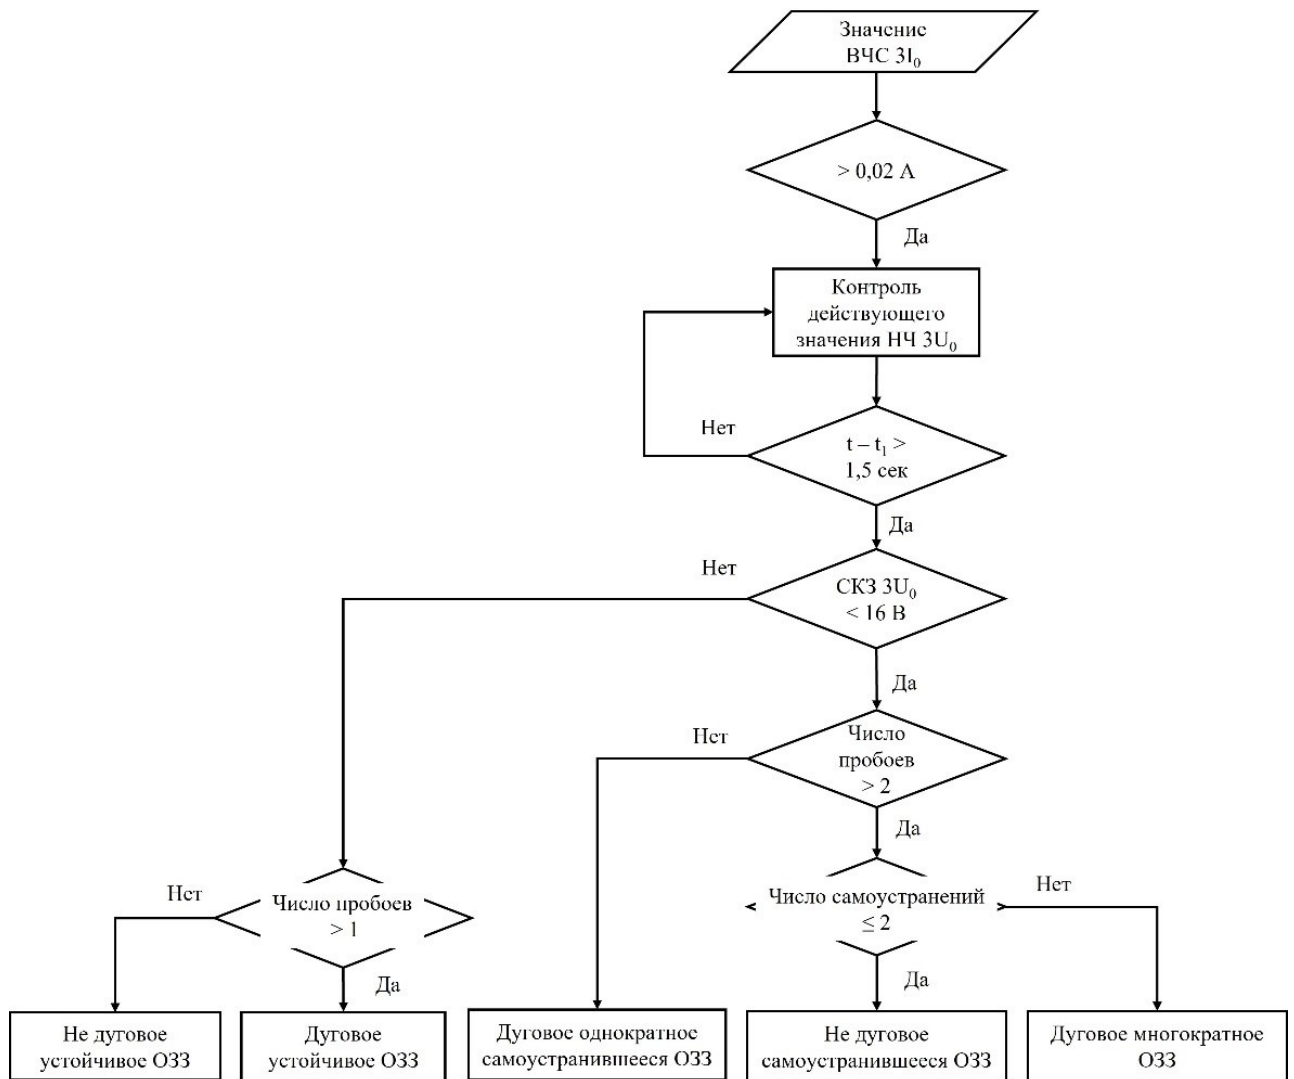 Значение
ВЧС 3I₀
> 0,02 А
Да
Контроль
действующего
значения НЧ 3U₀
Нет
t – t₁ >
1,5 сек
Да
Нет
СКЗ 3U₀
< 16 В
Да
Нет
Число
пробоев
> 2
Да
Нет
Число пробоев
> 1
Да
Число самоустранений
≤ 2
Нет
Да
Не дуговое
устойчивое ОЗЗ
Дуговое
устойчивое ОЗЗ
Дуговое однократное
самоустранившееся ОЗЗ
Не дуговое
самоустранившееся ОЗЗ
Дуговое многократное
ОЗЗ